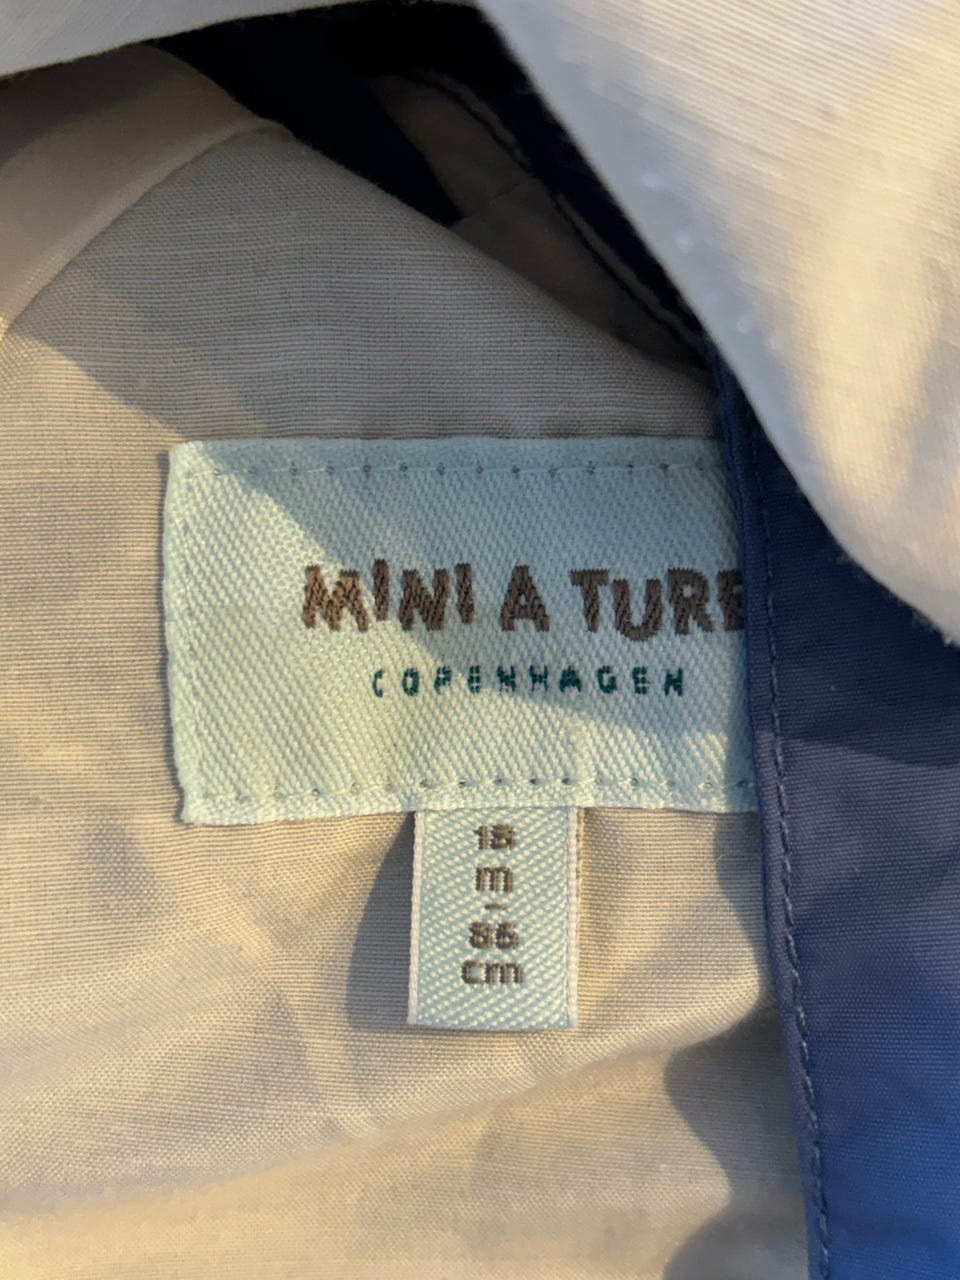 MINI A TURE
COPENHAGEN
18
m
-
86
cm